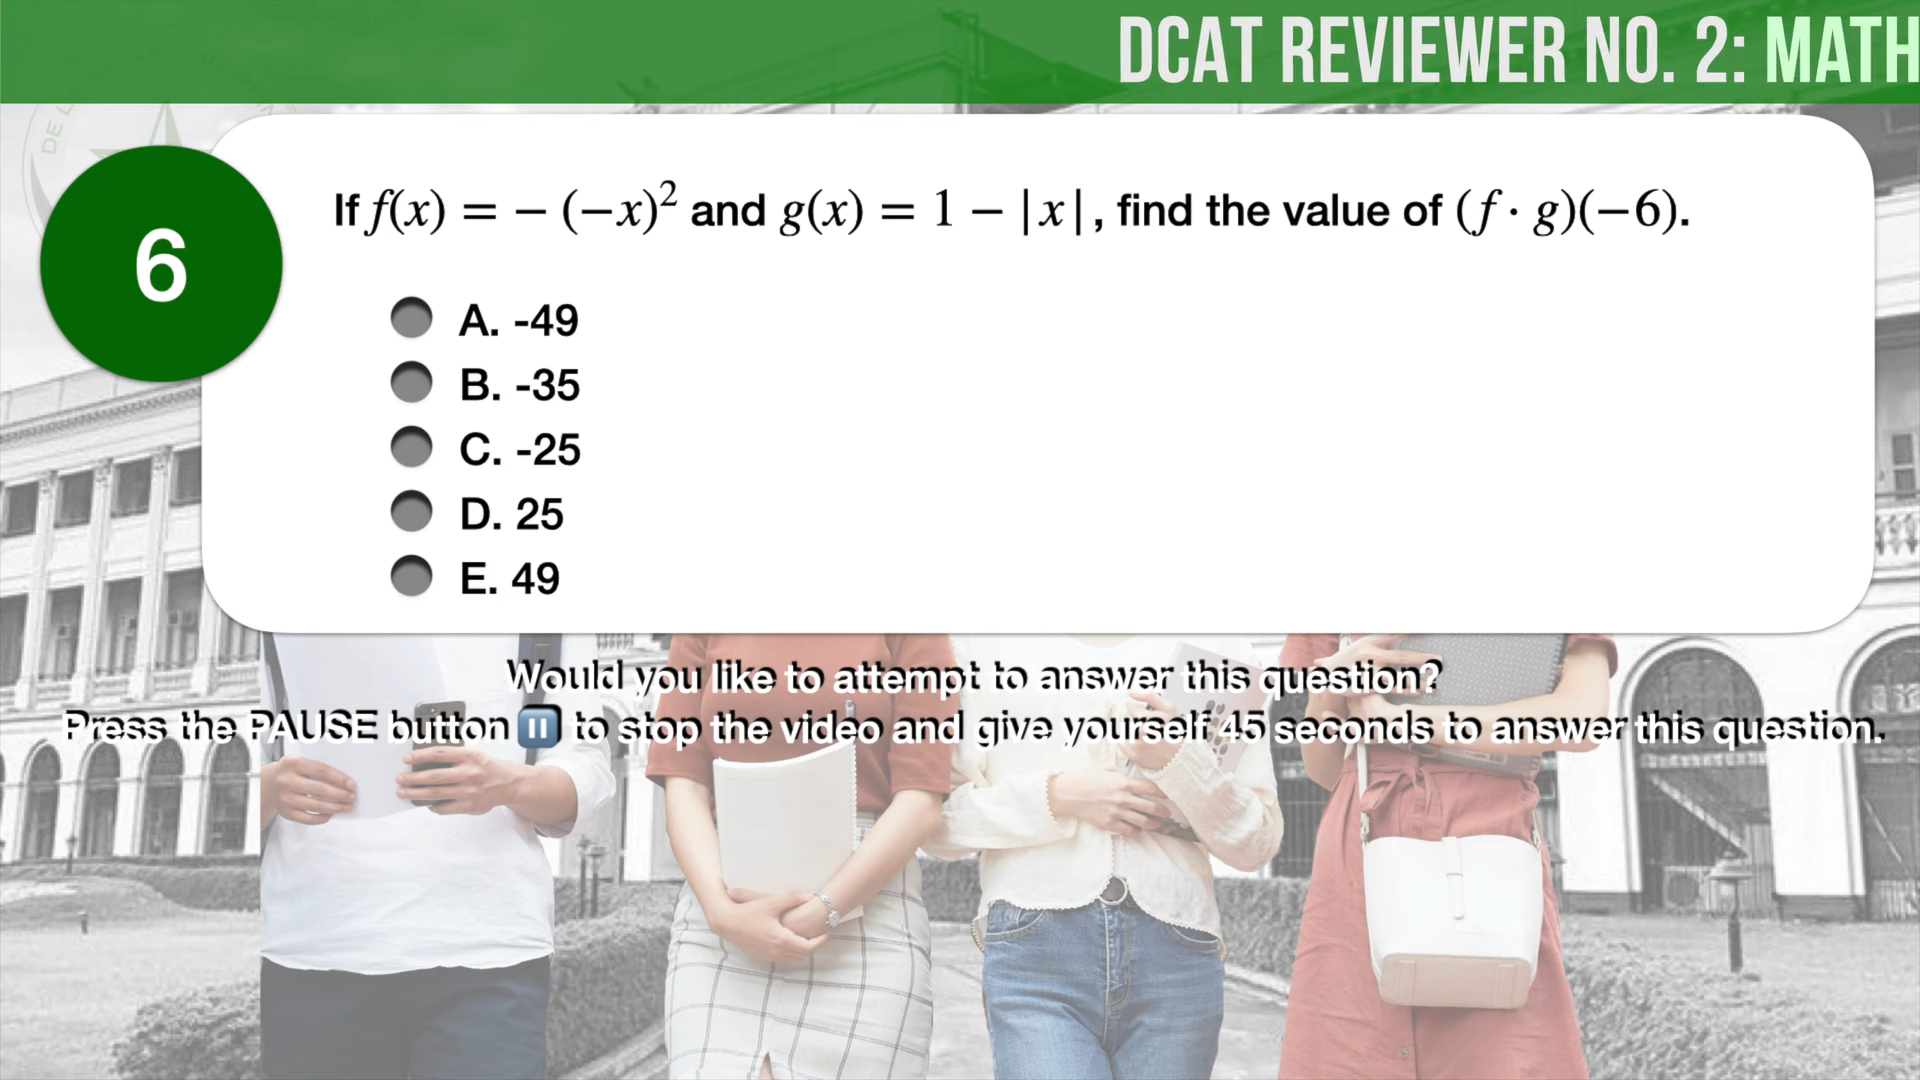 DCAT REVIEWER NO. 2: MATH
DE LA
6
If f(x) = − (−x)² and g(x) = 1 − |x|, find the value of (f · g)(−6).
A. -49
B. -35
C. -25
D. 25
E. 49
Would you like to attempt to answer this question?
Press the PAUSE button ⏸️ to stop the video and give yourself 45 seconds to answer this question.